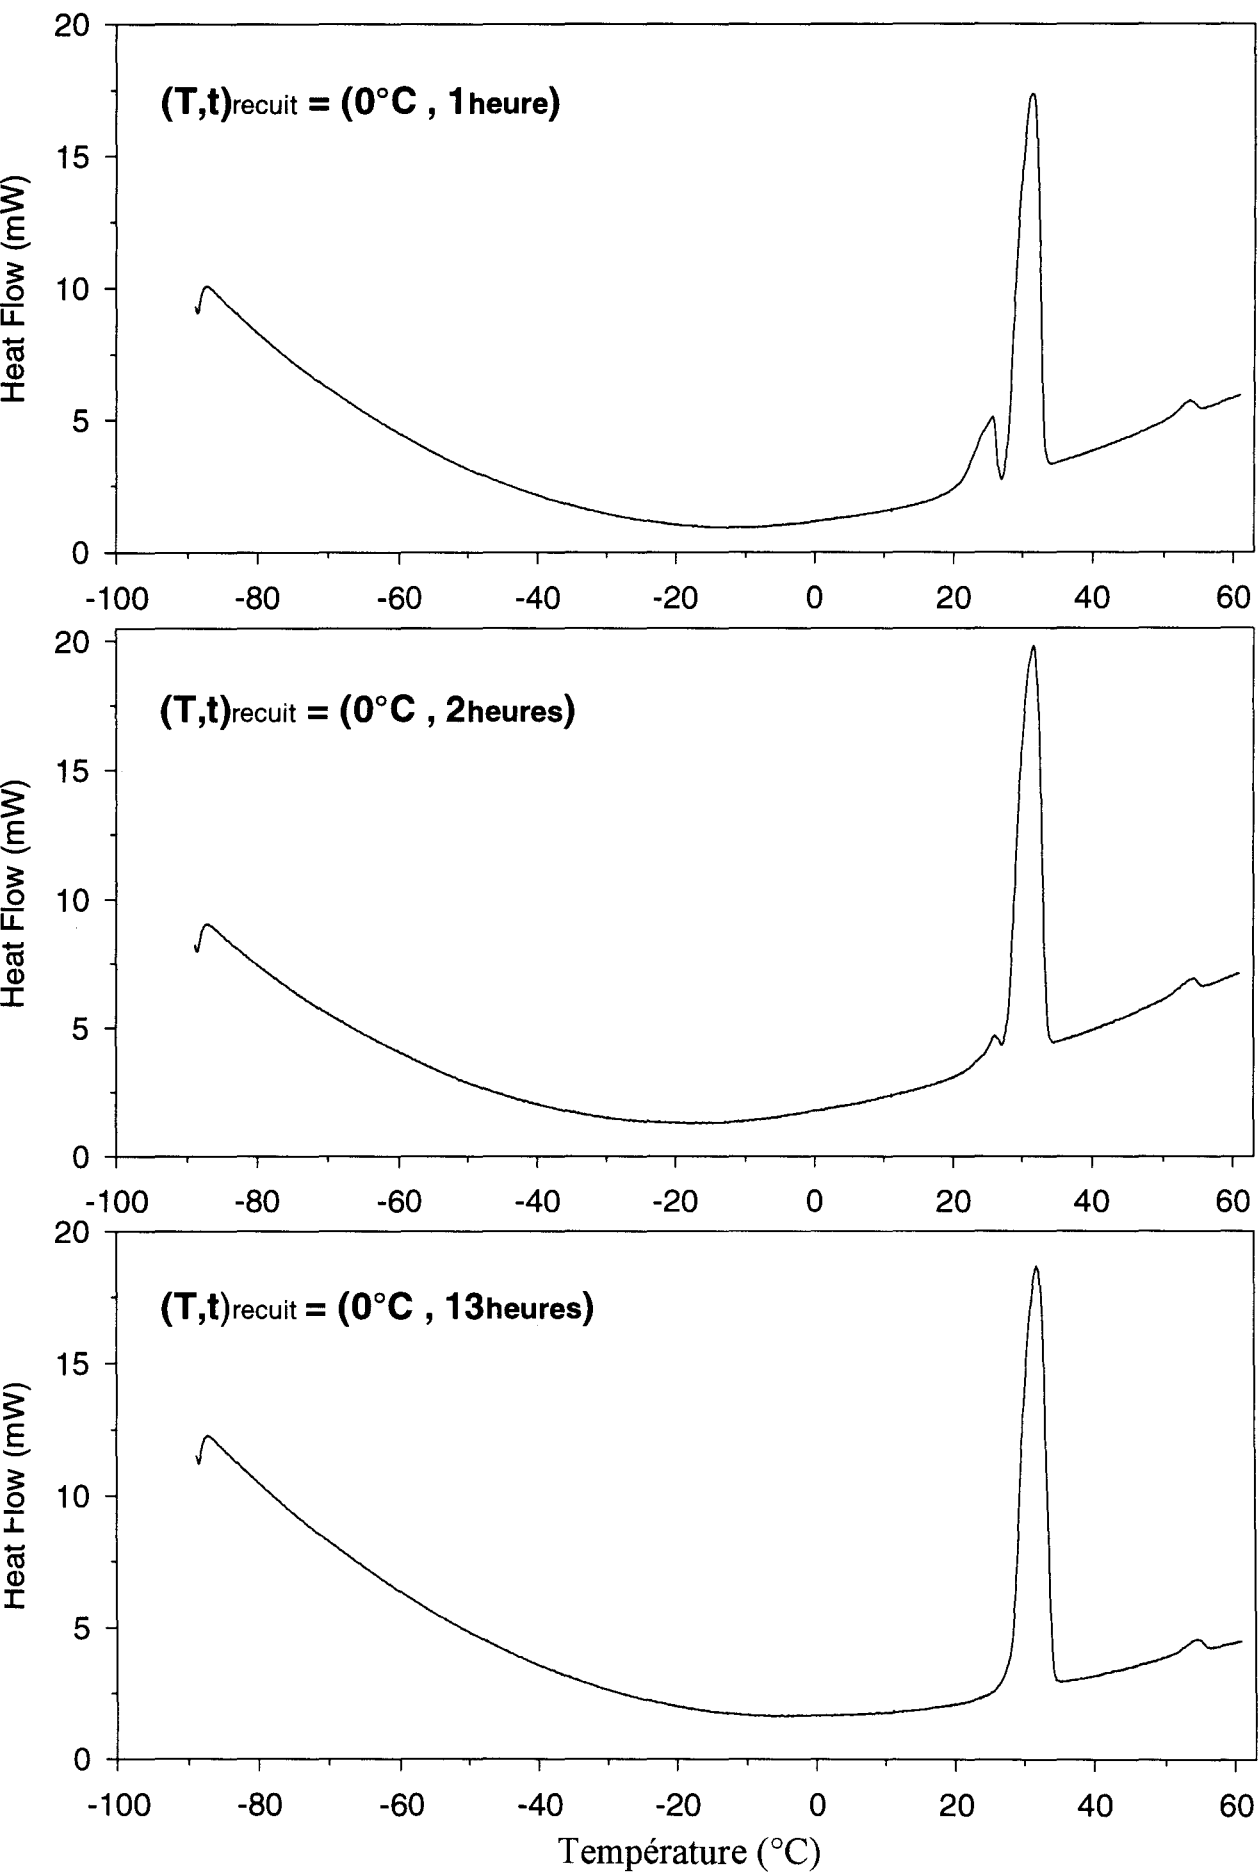 20
15
10
5
0
Heat Flow (mW)
(T,t)recuit = (0°C , 1heure)
-100 -80 -60 -40 -20 0 20 40 60
20
15
10
5
0
Heat Flow (mW)
(T,t)recuit = (0°C , 2heures)
-100 -80 -60 -40 -20 0 20 40 60
20
15
10
5
0
Heat Flow (mW)
(T,t)recuit = (0°C , 13heures)
-100 -80 -60 -40 -20 0 20 40 60
Température (°C)